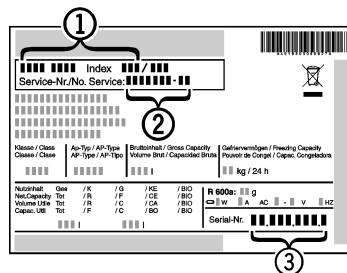 1
Index /
Service-Nr./No. Service: -
2
Klasse / Class
Classe / Clase
Ap-Typ / AP-Type
AP-Type / AP-Tipo
Bruttoinhalt / Gross Capacity
Volume Brut / Capacidad Bruta
l
Gefriervermögen / Freezing Capacity
Pouvoir de Congel / Capac. Congeladora
kg / 24 h
Nutzinhalt Ges / K / G / KE / BIO
Net.Capacity Tot / R / F / CE / BIO
Volume Utile Tot / R / C / CA / BIO
Capac. Util Tot / F / C / BO / BIO
l l
R 600a: g
W A AC - V HZ
Serial-Nr. . . .
3